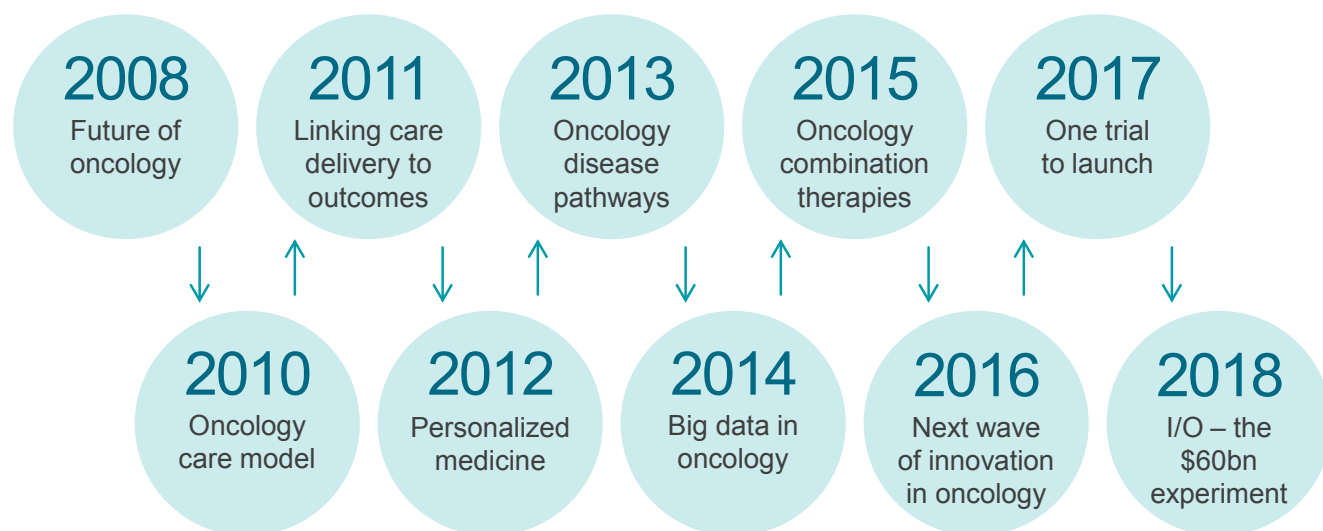 2008
Future of
oncology
2010
Oncology
care model
2011
Linking care
delivery to
outcomes
2012
Personalized
medicine
2013
Oncology
disease
pathways
2014
Big data in
oncology
2015
Oncology
combination
therapies
2016
Next wave
of innovation
in oncology
2017
One trial
to launch
2018
I/O – the
$60bn
experiment